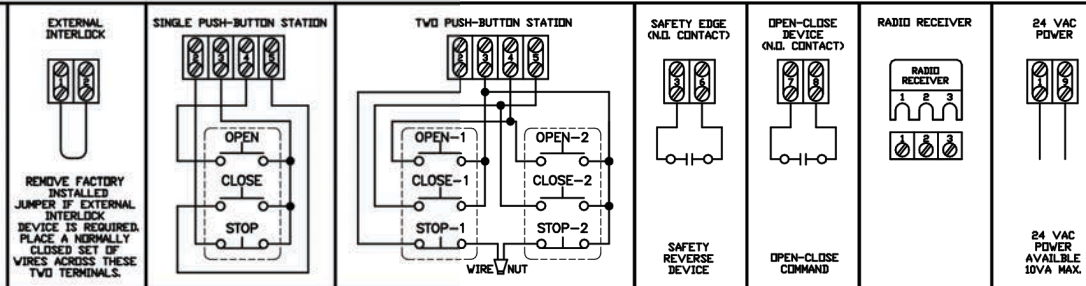 EXTERNAL
INTERLOCK
1 2
REMOVE FACTORY
INSTALLED
JUMPER IF EXTERNAL
INTERLOCK
DEVICE IS REQUIRED.
PLACE A NORMALLY
CLOSED SET OF
WIRES ACROSS THESE
TWO TERMINALS.
SINGLE PUSH-BUTTON STATION
2 3 4 5
OPEN
CLOSE
STOP
TWO PUSH-BUTTON STATION
2 3 4 5
OPEN-1 OPEN-2
CLOSE-1 CLOSE-2
STOP-1 STOP-2
WIRE NUT
SAFETY EDGE
(N.O. CONTACT)
3 6
SAFETY
REVERSE
DEVICE
OPEN-CLOSE
DEVICE
(N.O. CONTACT)
7 8
OPEN-CLOSE
COMMAND
RADIO RECEIVER
RADIO
RECEIVER
1 2 3
1 2 3
24 VAC
POWER
1 9
24 VAC
POWER
AVAILBLE
10VA MAX.